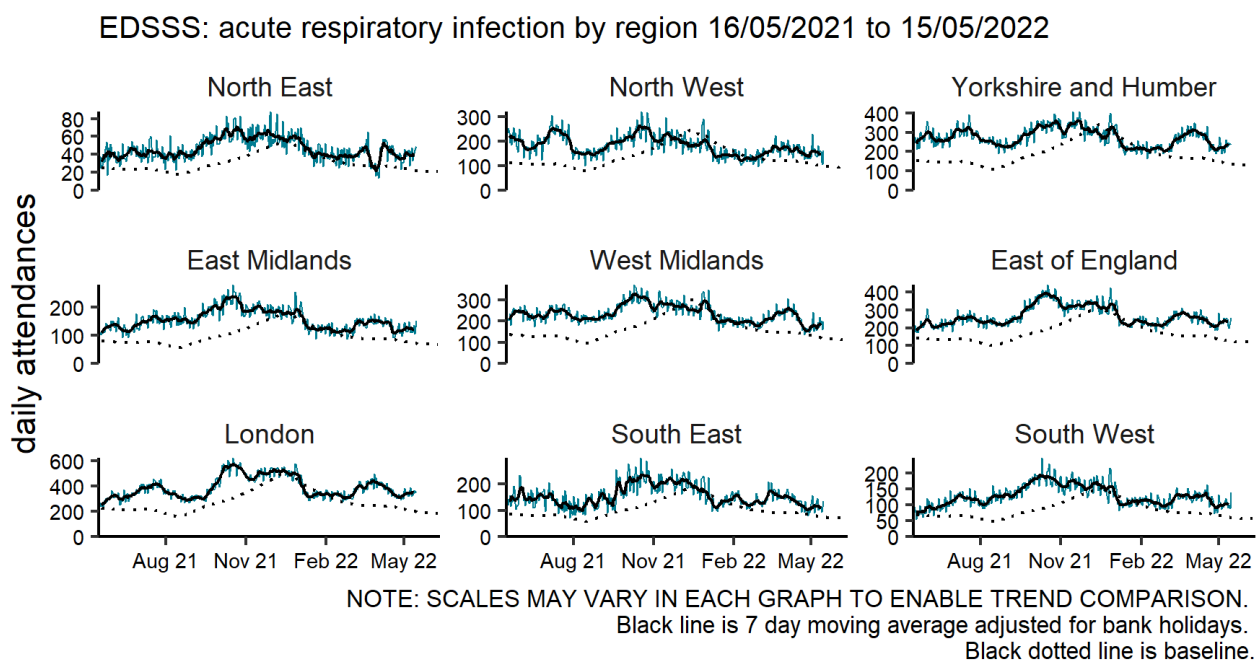 EDSSS: acute respiratory infection by region 16/05/2021 to 15/05/2022
daily attendances
North East
80
60
40
20
0
North West
300
200
100
0
Yorkshire and Humber
400
300
200
100
0
East Midlands
200
100
0
West Midlands
300
200
100
0
East of England
400
300
200
100
0
London
600
400
200
0
Aug 21 Nov 21 Feb 22 May 22
South East
200
100
0
Aug 21 Nov 21 Feb 22 May 22
South West
200
150
100
50
0
Aug 21 Nov 21 Feb 22 May 22
NOTE: SCALES MAY VARY IN EACH GRAPH TO ENABLE TREND COMPARISON.
Black line is 7 day moving average adjusted for bank holidays.
Black dotted line is baseline.